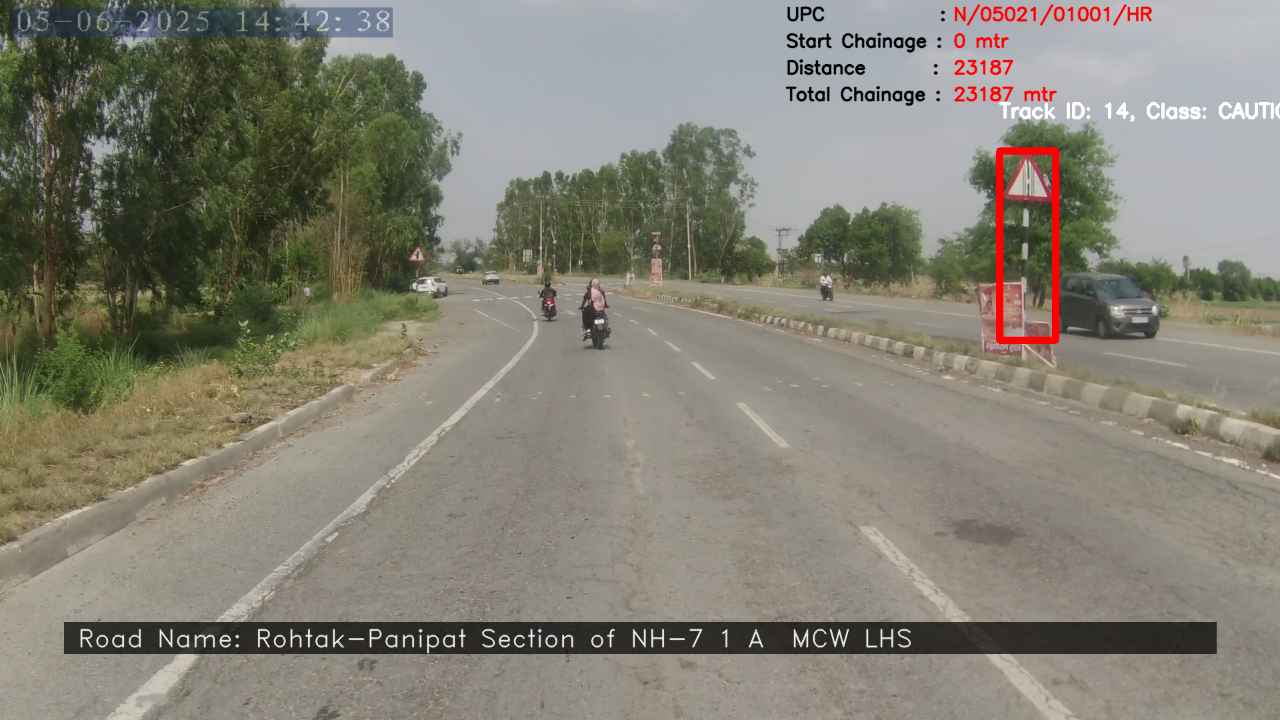 05-06-2025 14:42:38
UPC : N/05021/01001/HR
Start Chainage : 0 mtr
Distance : 23187
Total Chainage : 23187 mtr
Track ID: 14, Class: CAUTIO
Road Name: Rohtak-Panipat Section of NH-7 1 A MCW LHS